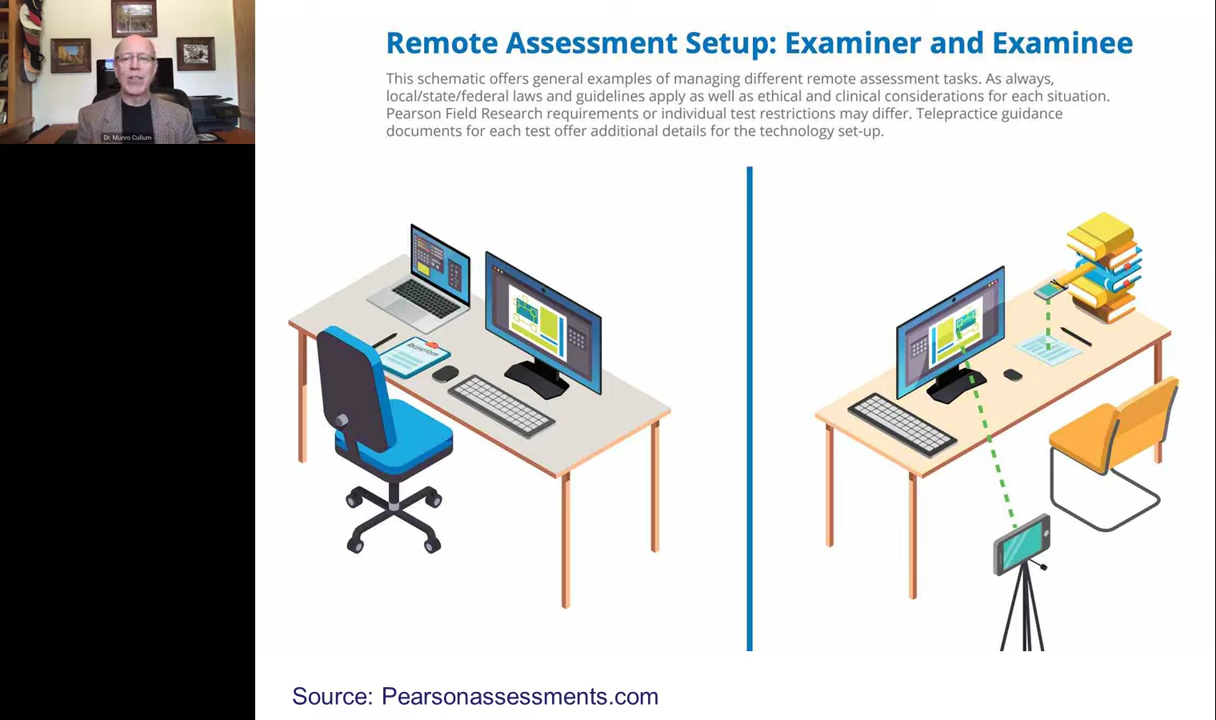 Remote Assessment Setup: Examiner and Examinee
This schematic offers general examples of managing different remote assessment tasks. As always,
local/state/federal laws and guidelines apply as well as ethical and clinical considerations for each situation.
Pearson Field Research requirements or individual test restrictions may differ. Telepractice guidance
documents for each test offer additional details for the technology set-up.
Dr. Munro Cullum
Source: Pearsonassessments.com